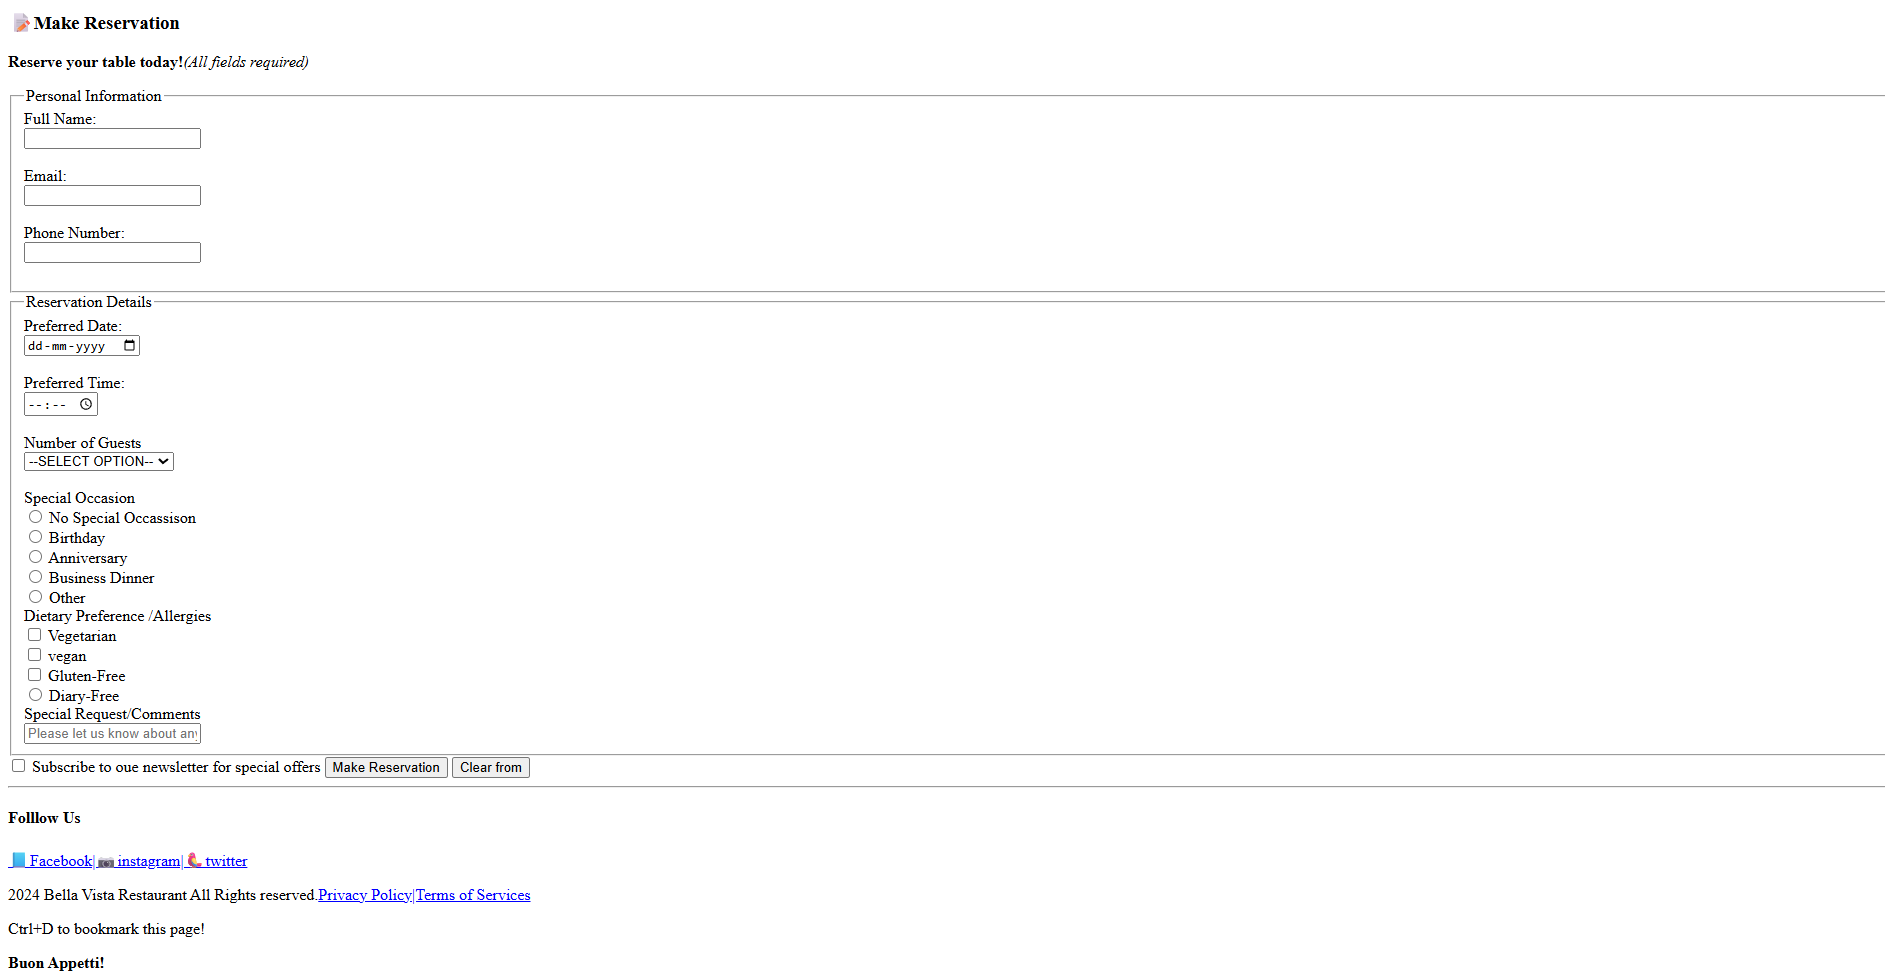 Make Reservation
Reserve your table today!(All fields required)
Personal Information
Full Name:
Email:
Phone Number:
Reservation Details
Preferred Date:
dd-mm-yyyy
Preferred Time:
--:--
Number of Guests
--SELECT OPTION--
Special Occasion
No Special Occassison
Birthday
Anniversary
Business Dinner
Other
Dietary Preference /Allergies
Vegetarian
vegan
Gluten-Free
Diary-Free
Special Request/Comments
Please let us know about any
Subscribe to oue newsletter for special offers Make Reservation Clear from
Folllow Us
Facebook| instagram| twitter
2024 Bella Vista Restaurant All Rights reserved.Privacy Policy|Terms of Services
Ctrl+D to bookmark this page!
Buon Appetti!